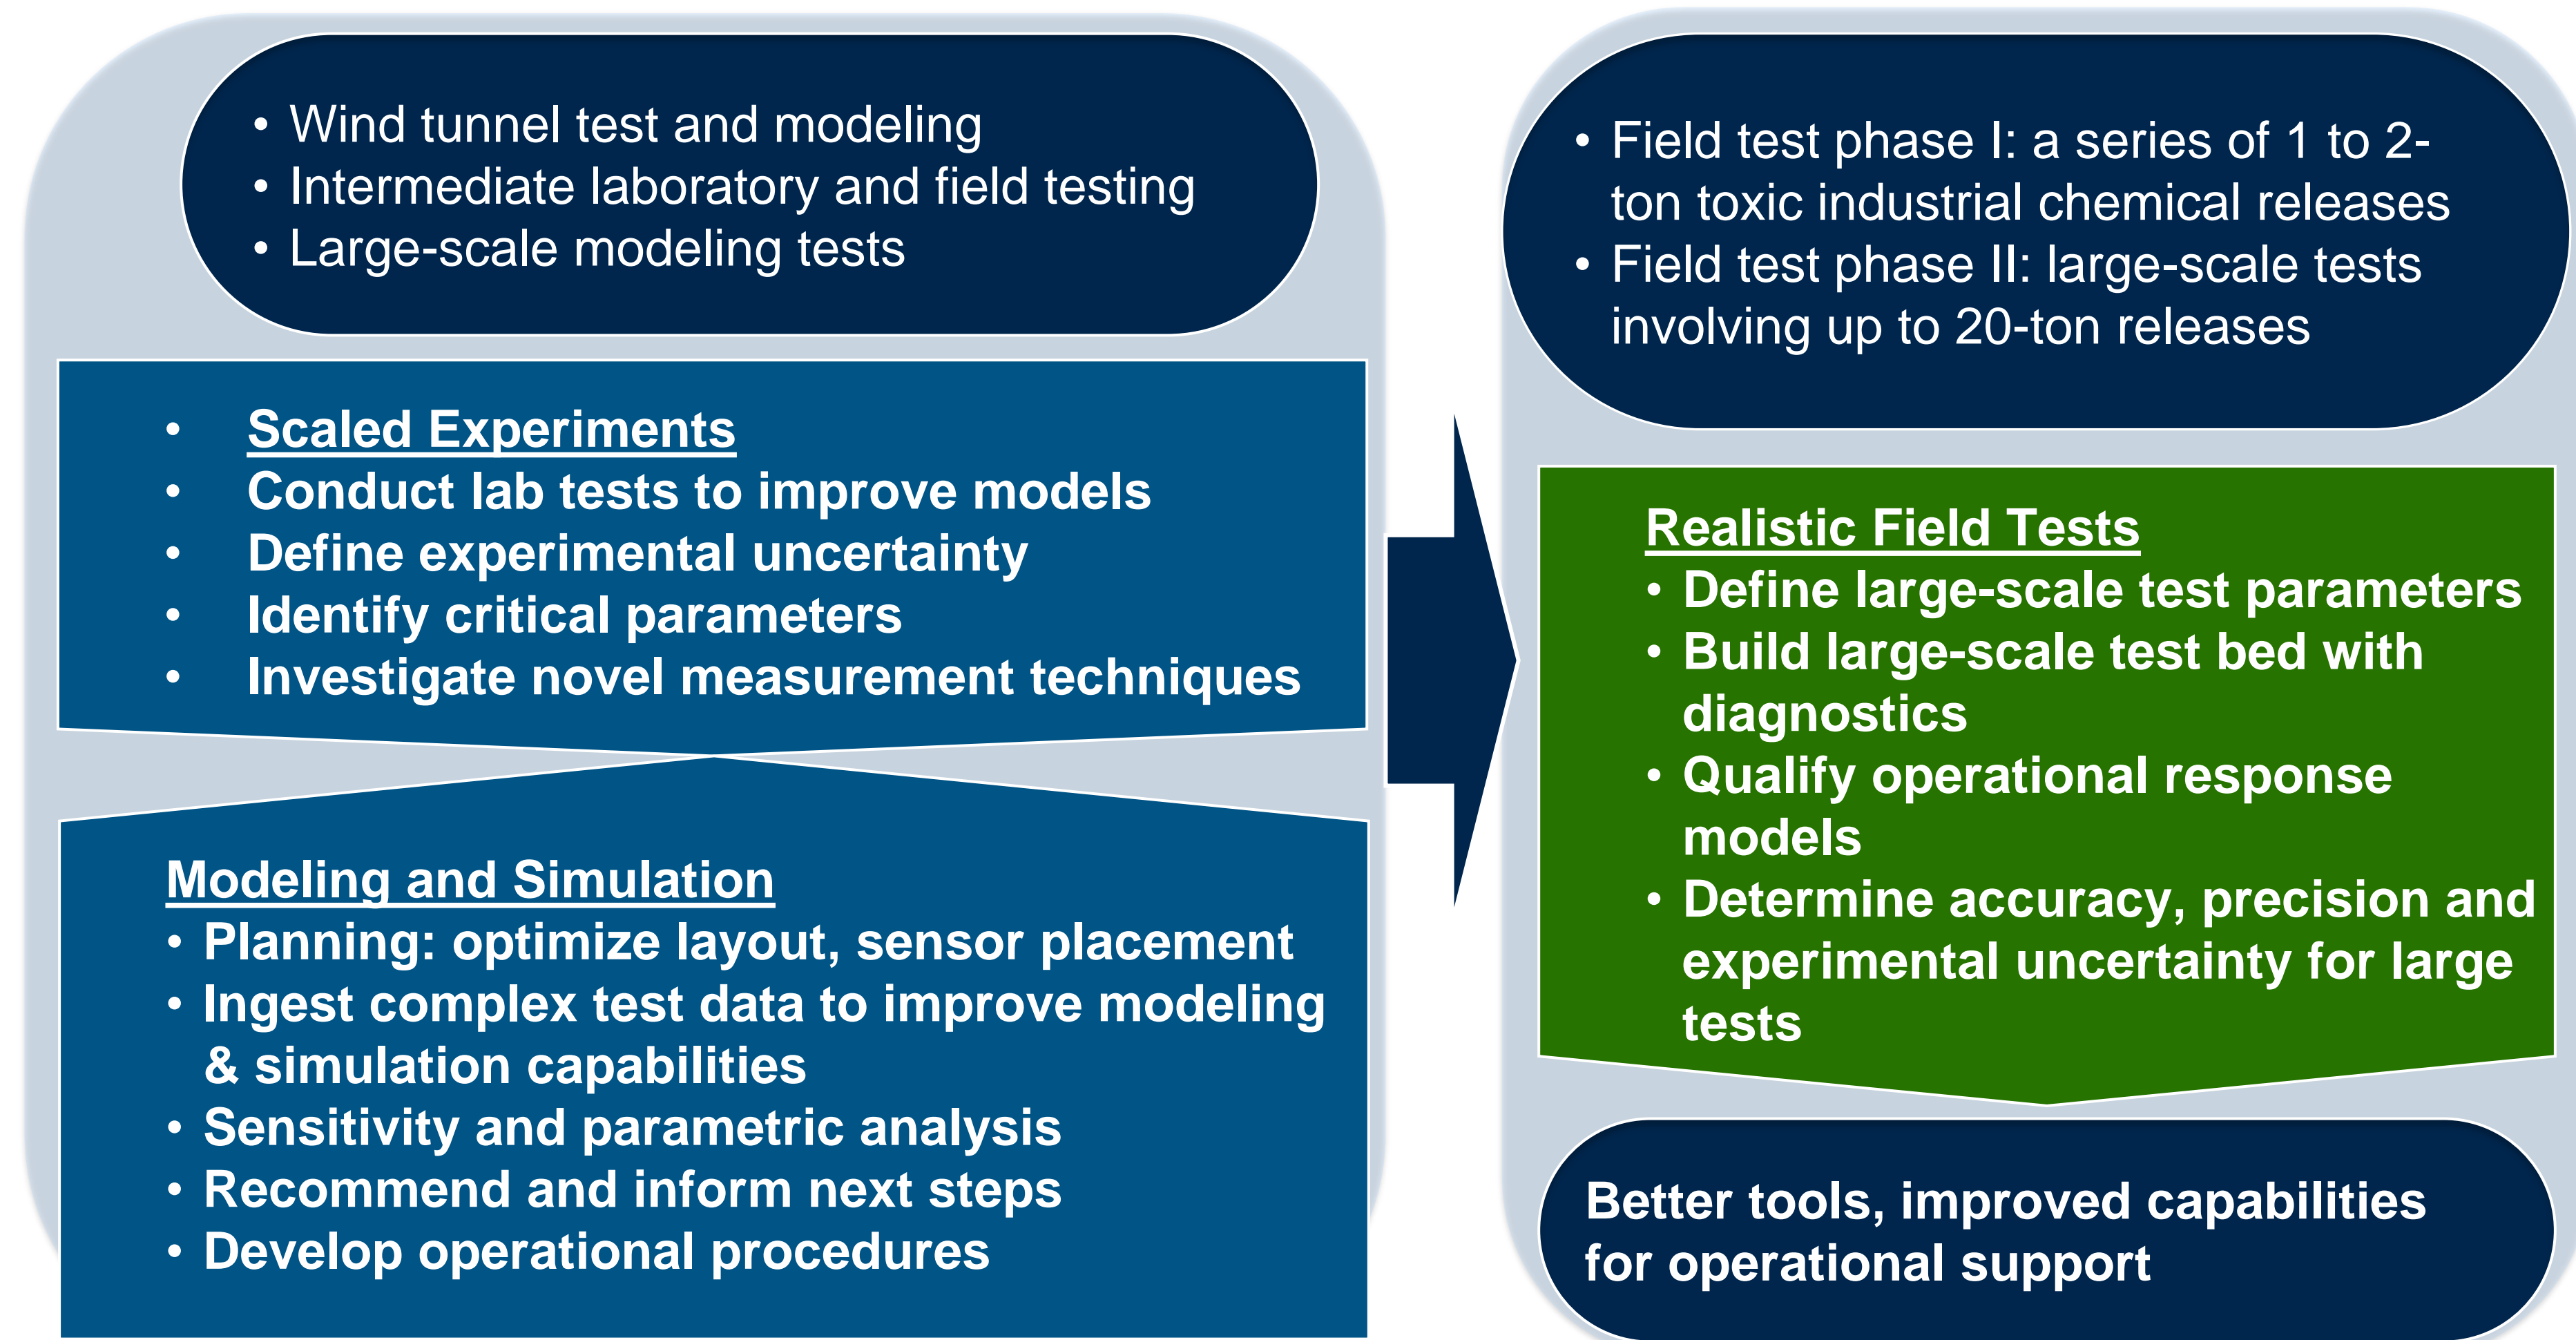 • Wind tunnel test and modeling
• Intermediate laboratory and field testing
• Large-scale modeling tests
• Scaled Experiments
• Conduct lab tests to improve models
• Define experimental uncertainty
• Identify critical parameters
• Investigate novel measurement techniques
Modeling and Simulation
• Planning: optimize layout, sensor placement
• Ingest complex test data to improve modeling
& simulation capabilities
• Sensitivity and parametric analysis
• Recommend and inform next steps
• Develop operational procedures
• Field test phase I: a series of 1 to 2-
ton toxic industrial chemical releases
• Field test phase II: large-scale tests
involving up to 20-ton releases
Realistic Field Tests
• Define large-scale test parameters
• Build large-scale test bed with
diagnostics
• Qualify operational response
models
• Determine accuracy, precision and
experimental uncertainty for large
tests
Better tools, improved capabilities
for operational support